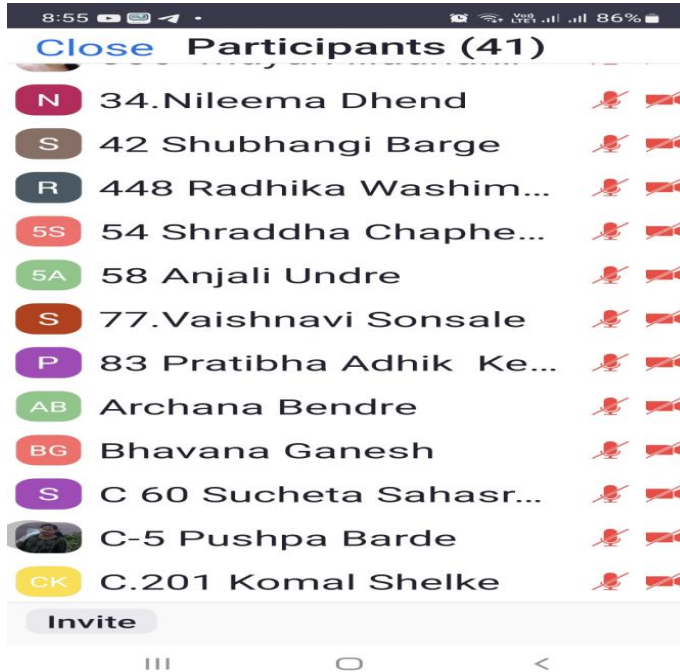 8:55
Vo)) LTE1 86%
Close Participants (41)
N 34.Nileema Dhend
S 42 Shubhangi Barge
R 448 Radhika Washim...
5S 54 Shraddha Chaphe...
5A 58 Anjali Undre
S 77.Vaishnavi Sonsale
P 83 Pratibha Adhik Ke...
AB Archana Bendre
BG Bhavana Ganesh
S C 60 Sucheta Sahasr...
C-5 Pushpa Barde
CK C.201 Komal Shelke
Invite